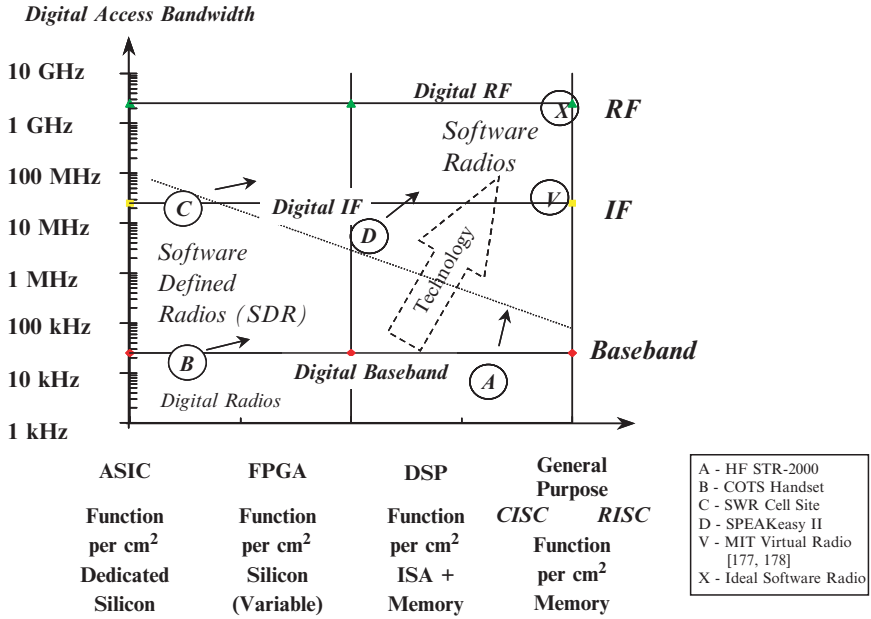 Digital Access Bandwidth
10 GHz
1 GHz
100 MHz
10 MHz
1 MHz
100 kHz
10 kHz
1 kHz
Digital RF
X
RF
Software
Radios
C
Digital IF
V
IF
D
Software
Defined
Radios (SDR)
Technology
B
Digital Baseband
A
Baseband
Digital Radios
ASIC
Function
per cm2
Dedicated
Silicon
FPGA
Function
per cm2
Silicon
(Variable)
DSP
Function
per cm2
ISA +
Memory
General
Purpose
CISC RISC
Function
per cm2
Memory
A - HF STR-2000
B - COTS Handset
C - SWR Cell Site
D - SPEAKeasy II
V - MIT Virtual Radio
[177, 178]
X - Ideal Software Radio